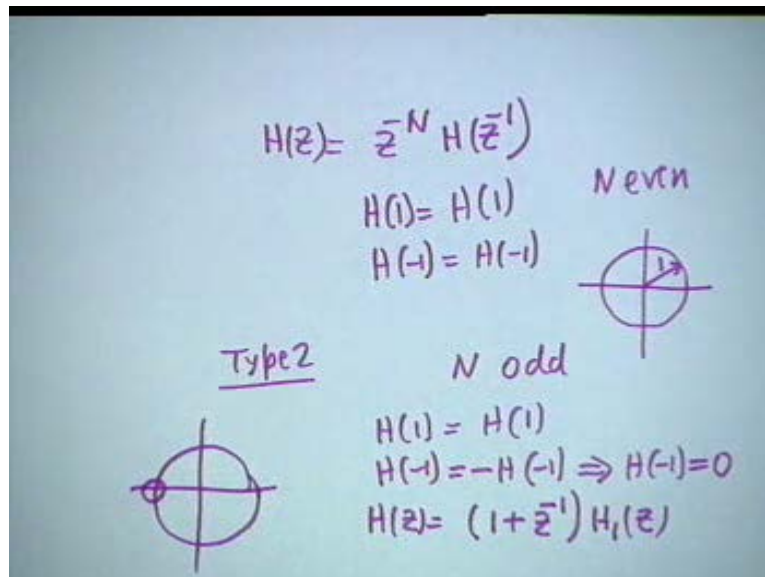 H(z)= z̄ᴺ H(z̄¹)
H(1)= H(1)
N even
H(-1)= H(-1)
1
Type 2
N odd
H(1) = H(1)
H(-1)=-H(-1) ⇒ H(-1)=0
H(z)= (1+z̄¹) H₁(z)